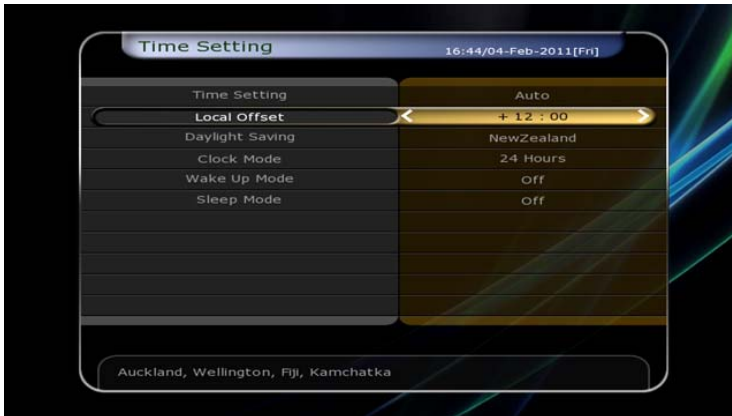 Time Setting 16:44/04-Feb-2011[Fri]
Time Setting Auto
Local Offset + 12 : 00
Daylight Saving NewZealand
Clock Mode 24 Hours
Wake Up Mode Off
Sleep Mode Off
Auckland, Wellington, Fiji, Kamchatka